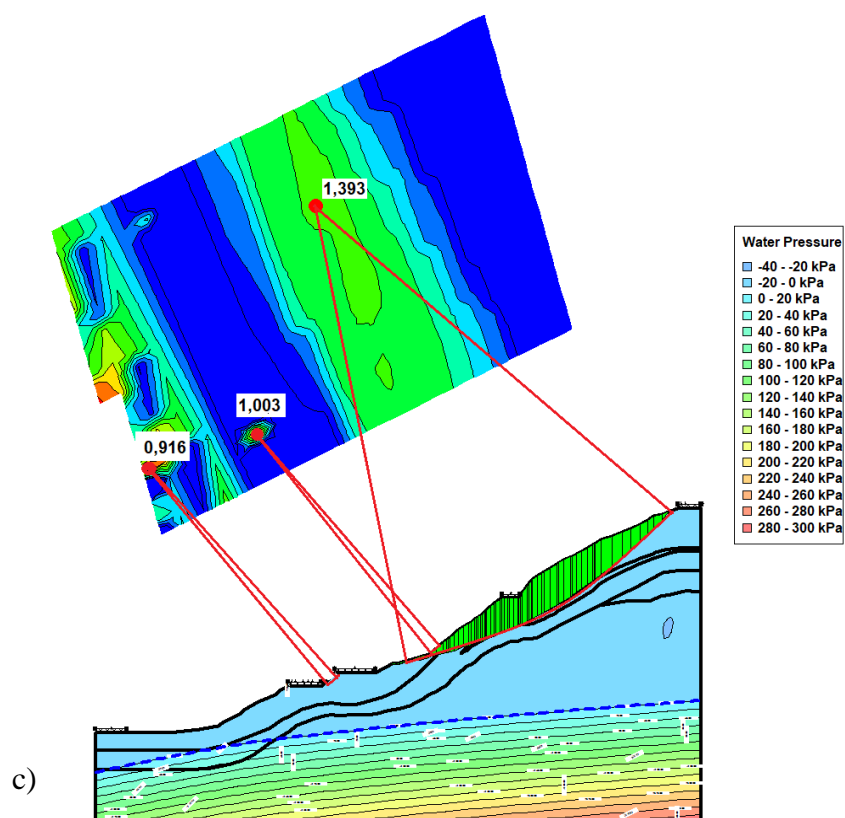 1,393
1,003
0,916
Water Pressure
-40 - -20 kPa
-20 - 0 kPa
0 - 20 kPa
20 - 40 kPa
40 - 60 kPa
60 - 80 kPa
80 - 100 kPa
100 - 120 kPa
120 - 140 kPa
140 - 160 kPa
160 - 180 kPa
180 - 200 kPa
200 - 220 kPa
220 - 240 kPa
240 - 260 kPa
260 - 280 kPa
280 - 300 kPa
c)